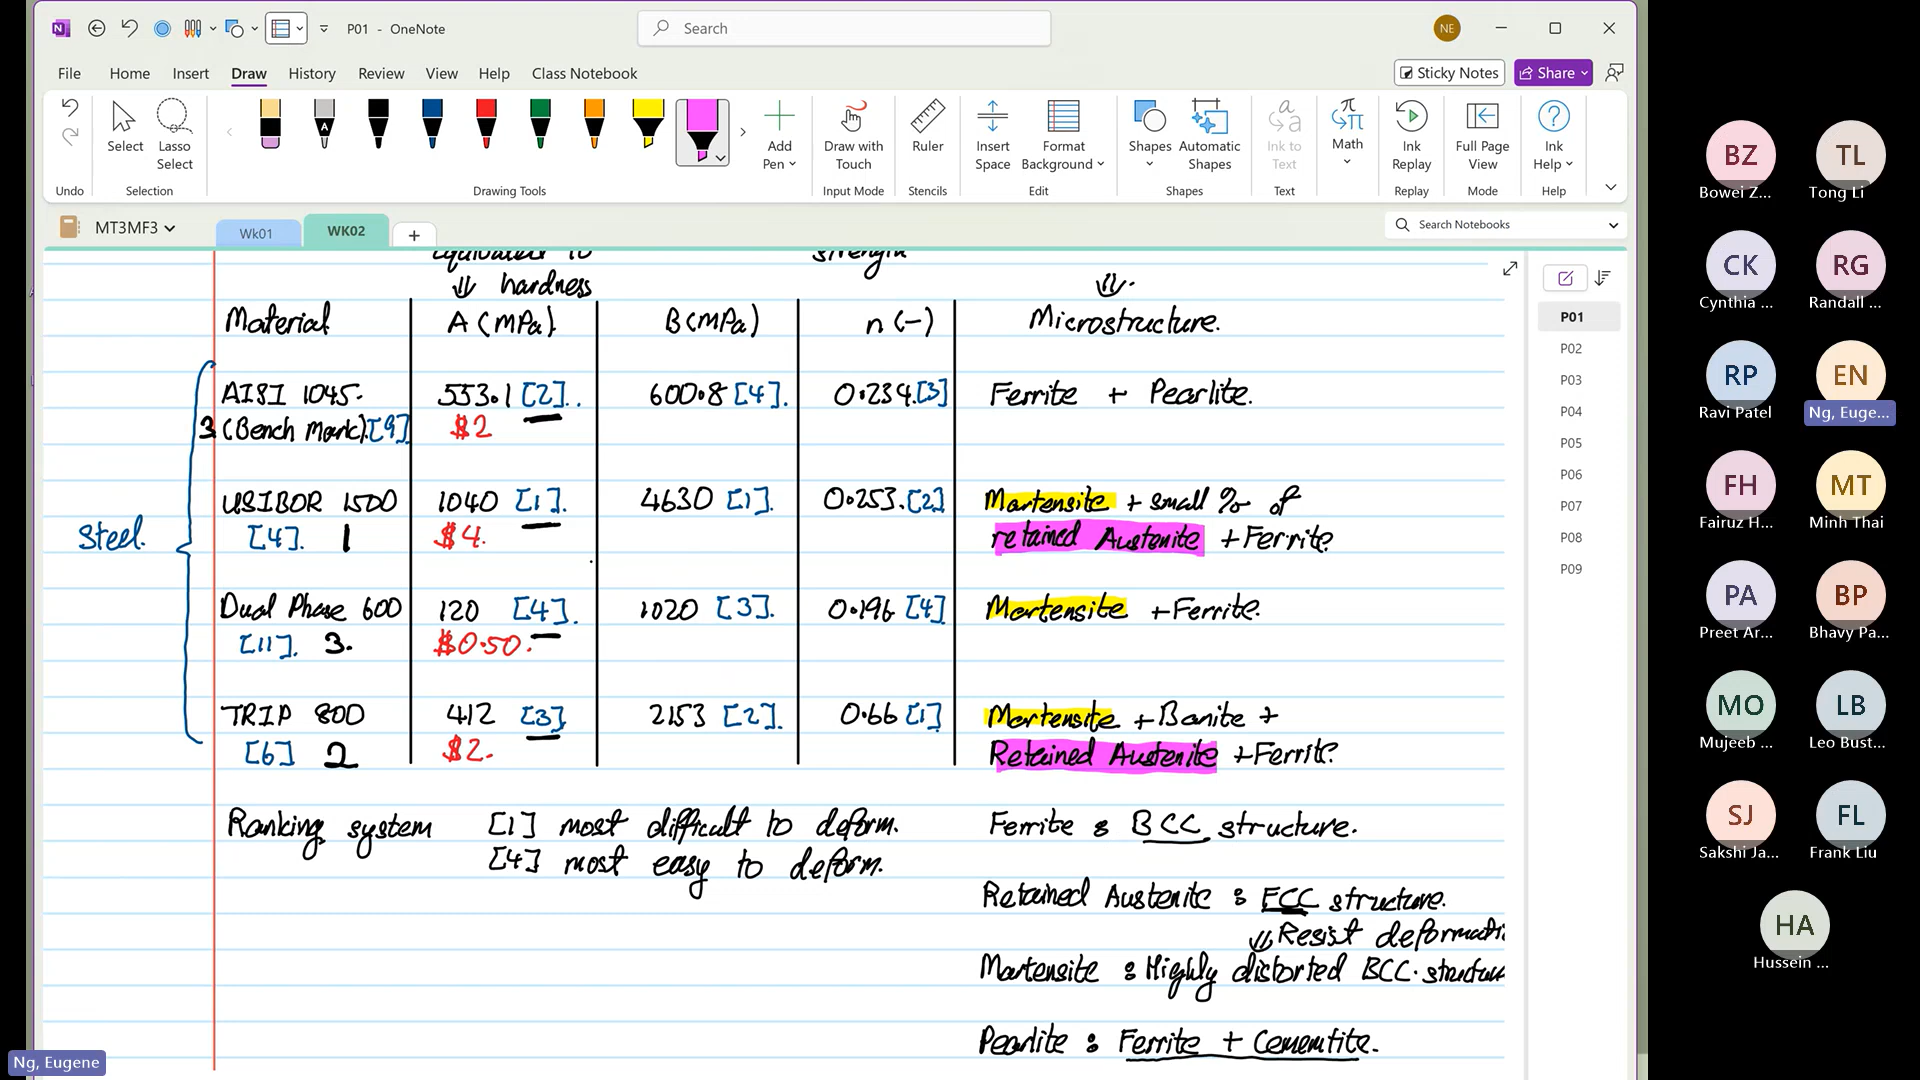 P01 - OneNote
Search
NE
File Home Insert Draw History Review View Help Class Notebook
Sticky Notes
Share
Select
Lasso Select
Add Pen
Draw with Touch
Ruler
Insert Space
Format Background
Shapes
Automatic Shapes
Ink to Text
Math
Ink Replay
Full Page View
Ink Help
Undo
Selection
Drawing Tools
Input Mode
Stencils
Edit
Shapes
Text
Replay
Mode
Help
MT3MF3
Wk01
WK02
Search Notebooks
strength
hardness
Material A (MPa). B(MPa) n (-) Microstructure.
AISI 1045. 553.1 [2].. 600.8 [4]. 0.234.[3] Ferrite + Pearlite.
3 (Bench Mark).[9] $2
USIBOR 1500 1040 [1]. 4630 [1]. 0.253.[2] Martensite + small % of
[4]. 1 $4. retained Austenite + Ferrite.
Steel.
Dual Phase 600 120 [4]. 1020 [3]. 0.196 [4] Martensite + Ferrite.
[11]. 3. $0.50.
TRIP 800 412 [3] 2153 [2]. 0.66 [1] Martensite + Banite +
[6] 2 $2. Retained Austenite + Ferrite.
Ranking system [1] most difficult to deform.
[4] most easy to deform.
Ferrite : BCC structure.
Retained Austenite : FCC structure.
Resist deformati
Martensite : Highly distorted BCC. structure
Pearlite : Ferrite + Cementite.
P01
P02
P03
P04
P05
P06
P07
P08
P09
BZ
Bowei Z...
TL
Tong Li
CK
Cynthia ...
RG
Randall ...
RP
Ravi Patel
EN
Ng, Euge...
FH
Fairuz H...
MT
Minh Thai
PA
Preet Ar...
BP
Bhavy Pa...
MO
Mujeeb ...
LB
Leo Bust...
SJ
Sakshi Ja...
FL
Frank Liu
HA
Hussein ...
Ng, Eugene